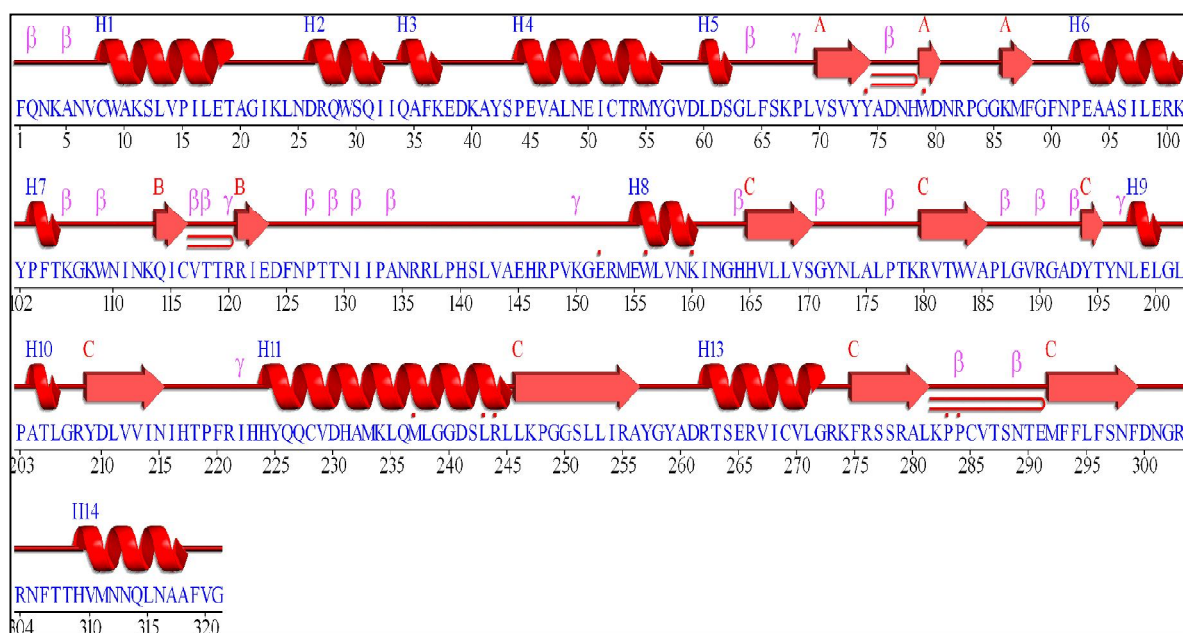 β β H1 H2 H3 H4 H5 β γ A β A A H6
FQNKANVCWAKSLVPILETAGIKLNDRQWSQIIQAFKEDKAYSPEVALNEICTRMYGVDLDSGLFSKPLVSVYYADNHWDNRPGGKMFGFNPEAASILERK
1 5 10 15 20 25 30 35 40 45 50 55 60 65 70 75 80 85 90 95 100
H7 β β B β β γ B β β β β γ H8 β C β β C β β β C γ H9
YPFTKGKWNINKQICVTTRRIEDFNPTTNIIPANRRLPHSLVAEHRPVKGERMEWLVNKINGHHVLLVSGYNLALPTKRVTWVAPLGVRGADYTYNLELGL
102 110 115 120 125 130 135 140 145 150 155 160 165 170 175 180 185 190 195 200
H10 C γ H11 C H13 C β β C
PATLGRYDLVVINIHTPFRIHHYQQCVDHAMKLQMLGGDSLRLLKPGGSLLIRAYGYADRTSERVICVLGRKFRSSRALKPPCVTSNTEMFFLFSNFDNGR
203 210 215 220 225 230 235 240 245 250 255 260 265 270 275 280 285 290 295 300
H14
RNFTTHVMNNQLNAAFVG
304 310 315 320